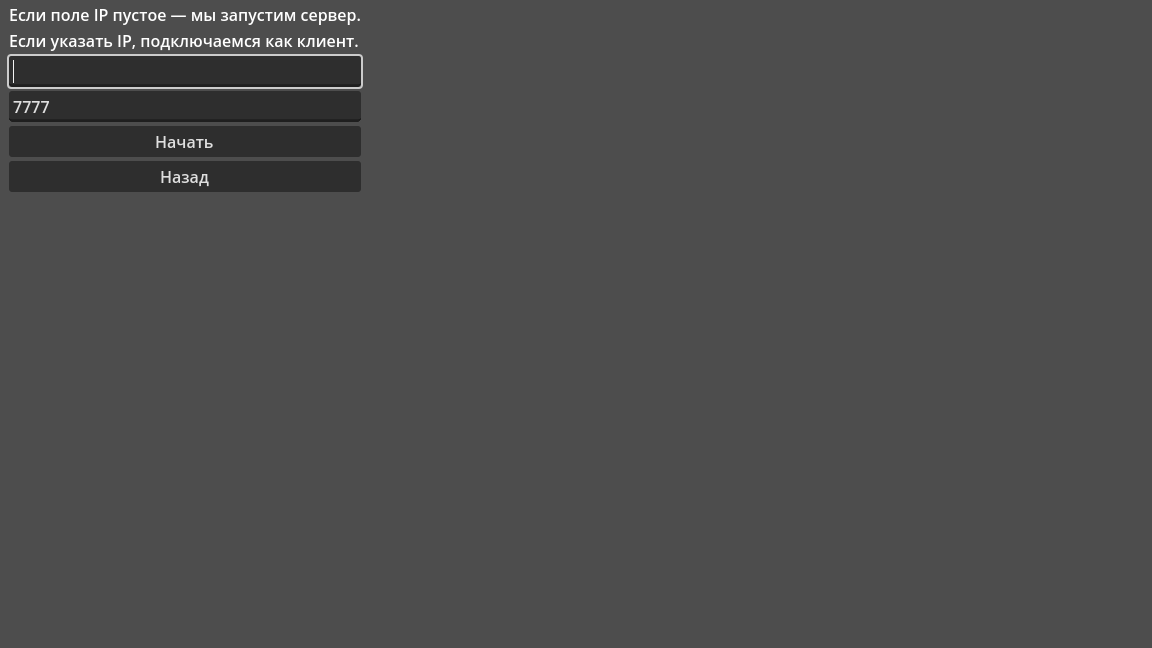 Если поле IP пустое — мы запустим сервер.
Если указать IP, подключаемся как клиент.
7777
Начать
Назад